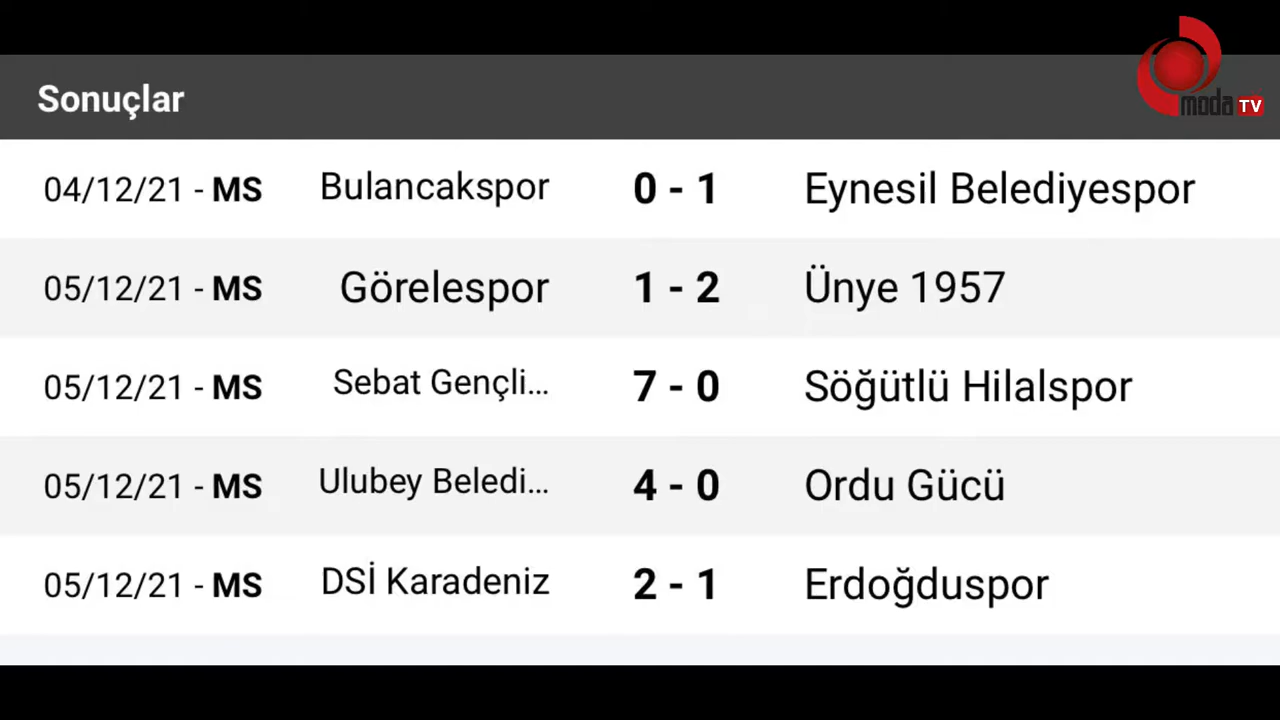 moda TV
Sonuçlar
04/12/21 - MS Bulancakspor 0 - 1 Eynesil Belediyespor
05/12/21 - MS Görelespor 1 - 2 Ünye 1957
05/12/21 - MS Sebat Gençli... 7 - 0 Söğütlü Hilalspor
05/12/21 - MS Ulubey Beledi... 4 - 0 Ordu Gücü
05/12/21 - MS DSİ Karadeniz 2 - 1 Erdoğduspor